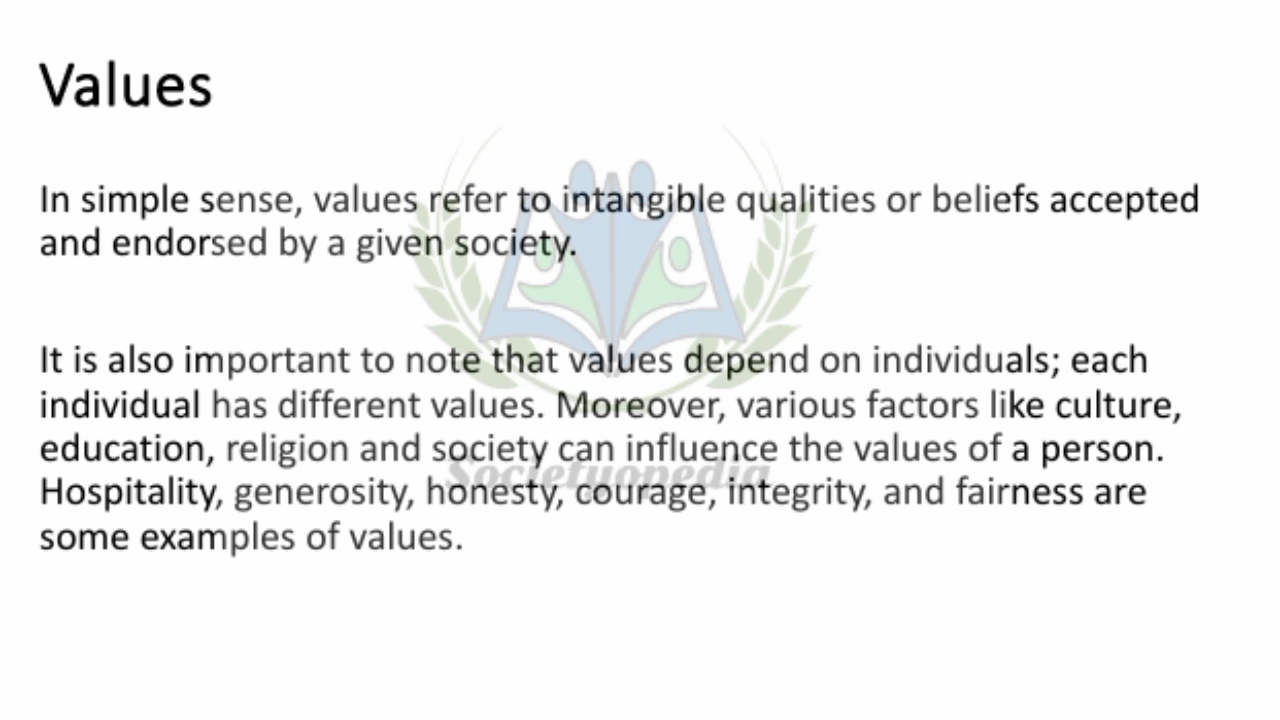 Values
In simple sense, values refer to intangible qualities or beliefs accepted
and endorsed by a given society.
It is also important to note that values depend on individuals; each
individual has different values. Moreover, various factors like culture,
education, religion and society can influence the values of a person.
Societyopedia
Hospitality, generosity, honesty, courage, integrity, and fairness are
some examples of values.